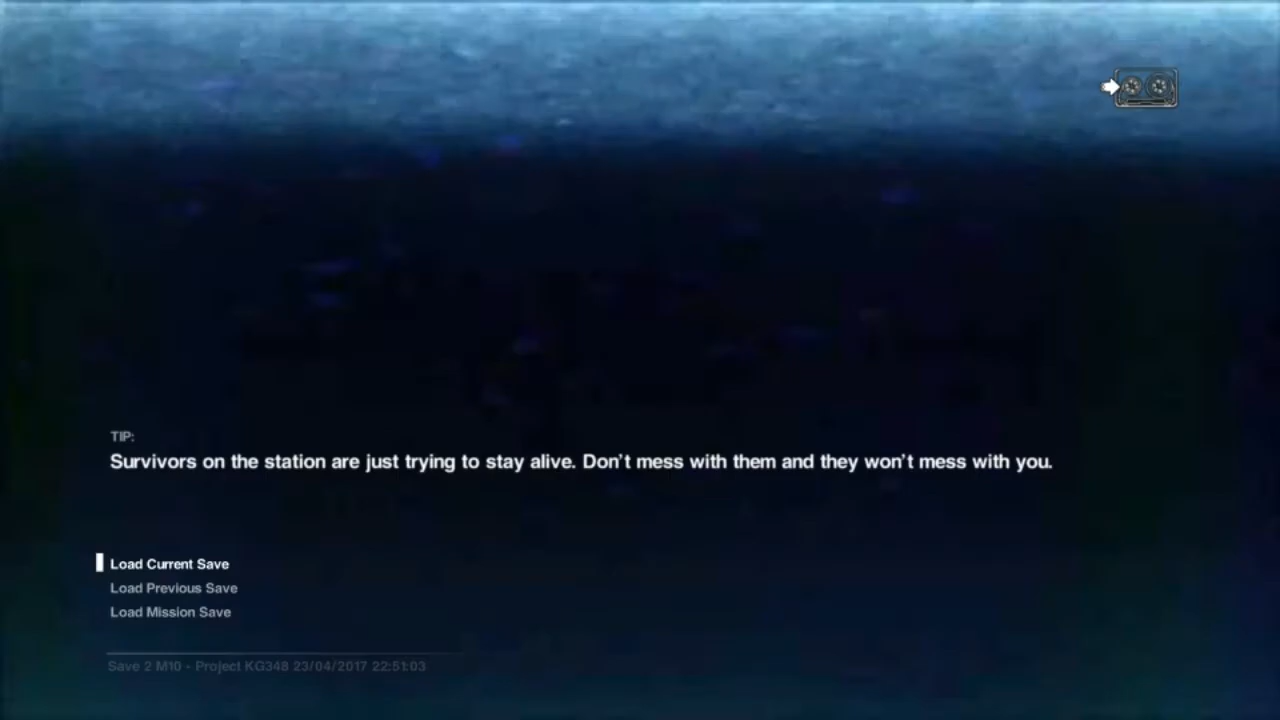 TIP:
Survivors on the station are just trying to stay alive. Don't mess with them and they won't mess with you.
Load Current Save
Load Previous Save
Load Mission Save
Save 2 M10 - Project KG348 23/04/2017 22:51:03